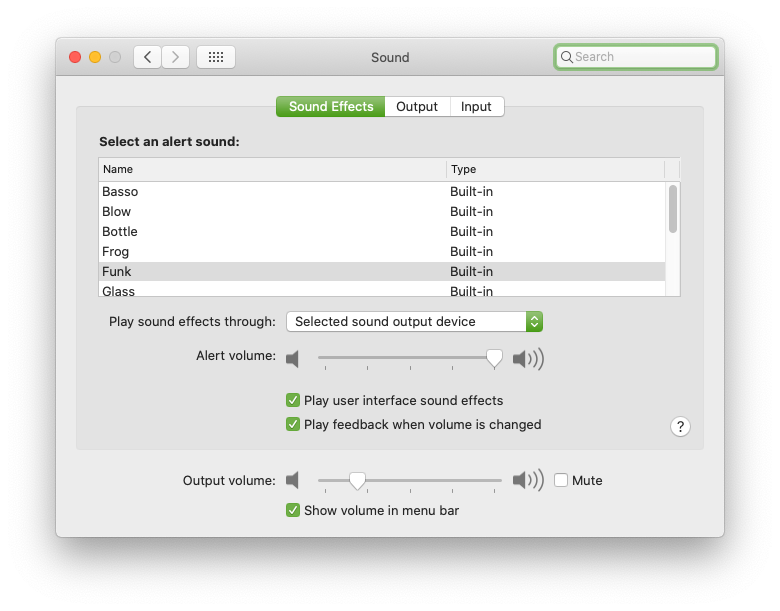 Sound
Search
Sound Effects Output Input
Select an alert sound:
Name Type
Basso Built-in
Blow Built-in
Bottle Built-in
Frog Built-in
Funk Built-in
Glass Built-in
Play sound effects through: Selected sound output device
Alert volume:
Play user interface sound effects
Play feedback when volume is changed
?
Output volume: Mute
Show volume in menu bar